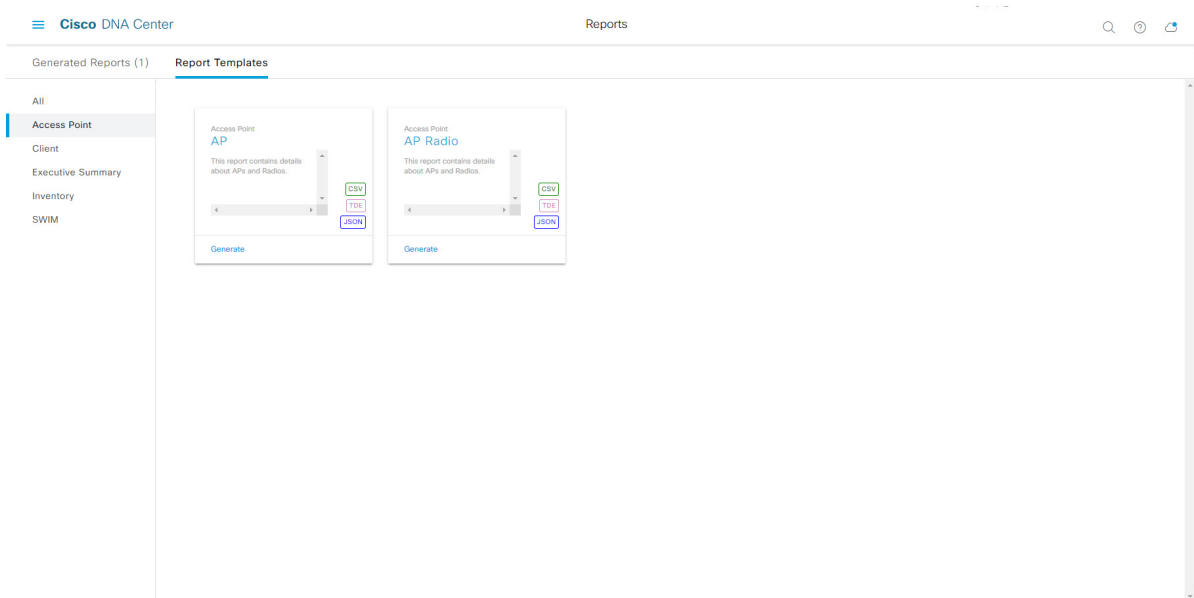 Cisco DNA Center
Reports
Generated Reports (1)
Report Templates
All
Access Point
Client
Executive Summary
Inventory
SWIM
Access Point
AP
This report contains details
about APs and Radios.
CSV
TDE
JSON
Generate
Access Point
AP Radio
This report contains details
about APs and Radios.
CSV
TDE
JSON
Generate